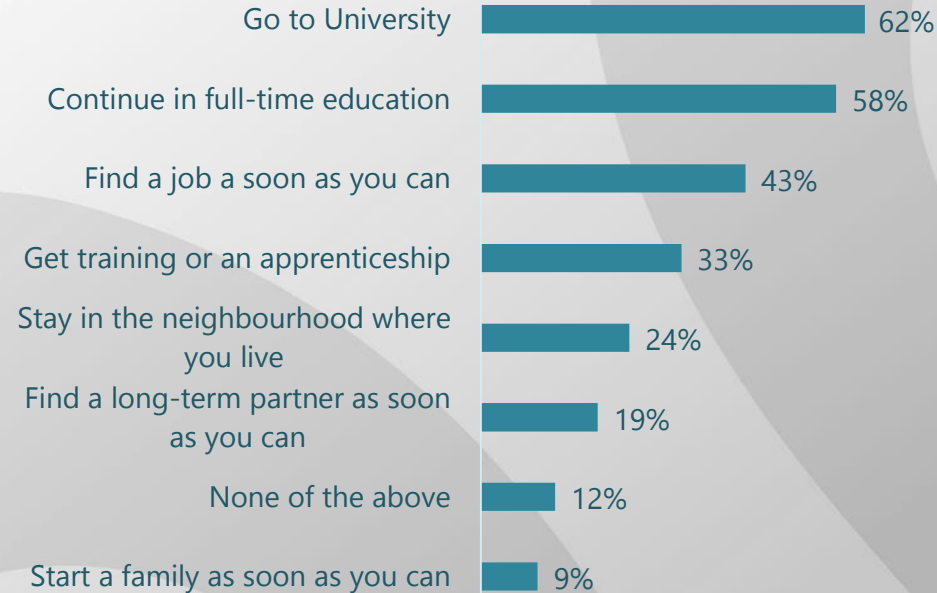 Go to University 62%
Continue in full-time education 58%
Find a job a soon as you can 43%
Get training or an apprenticeship 33%
Stay in the neighbourhood where
you live 24%
Find a long-term partner as soon
as you can 19%
None of the above 12%
Start a family as soon as you can 9%